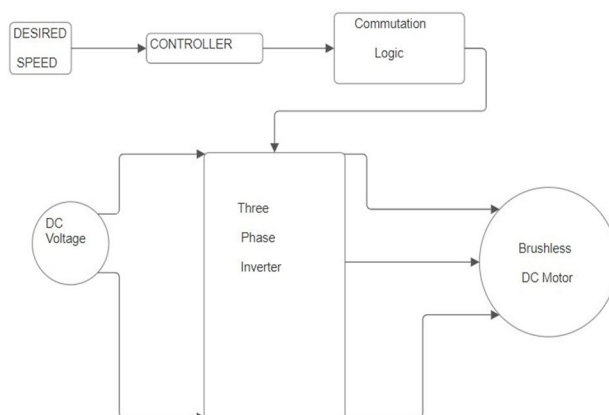 DESIRED
SPEED
CONTROLLER
Commutation
Logic
DC
Voltage
Three
Phase
Inverter
Brushless
DC Motor